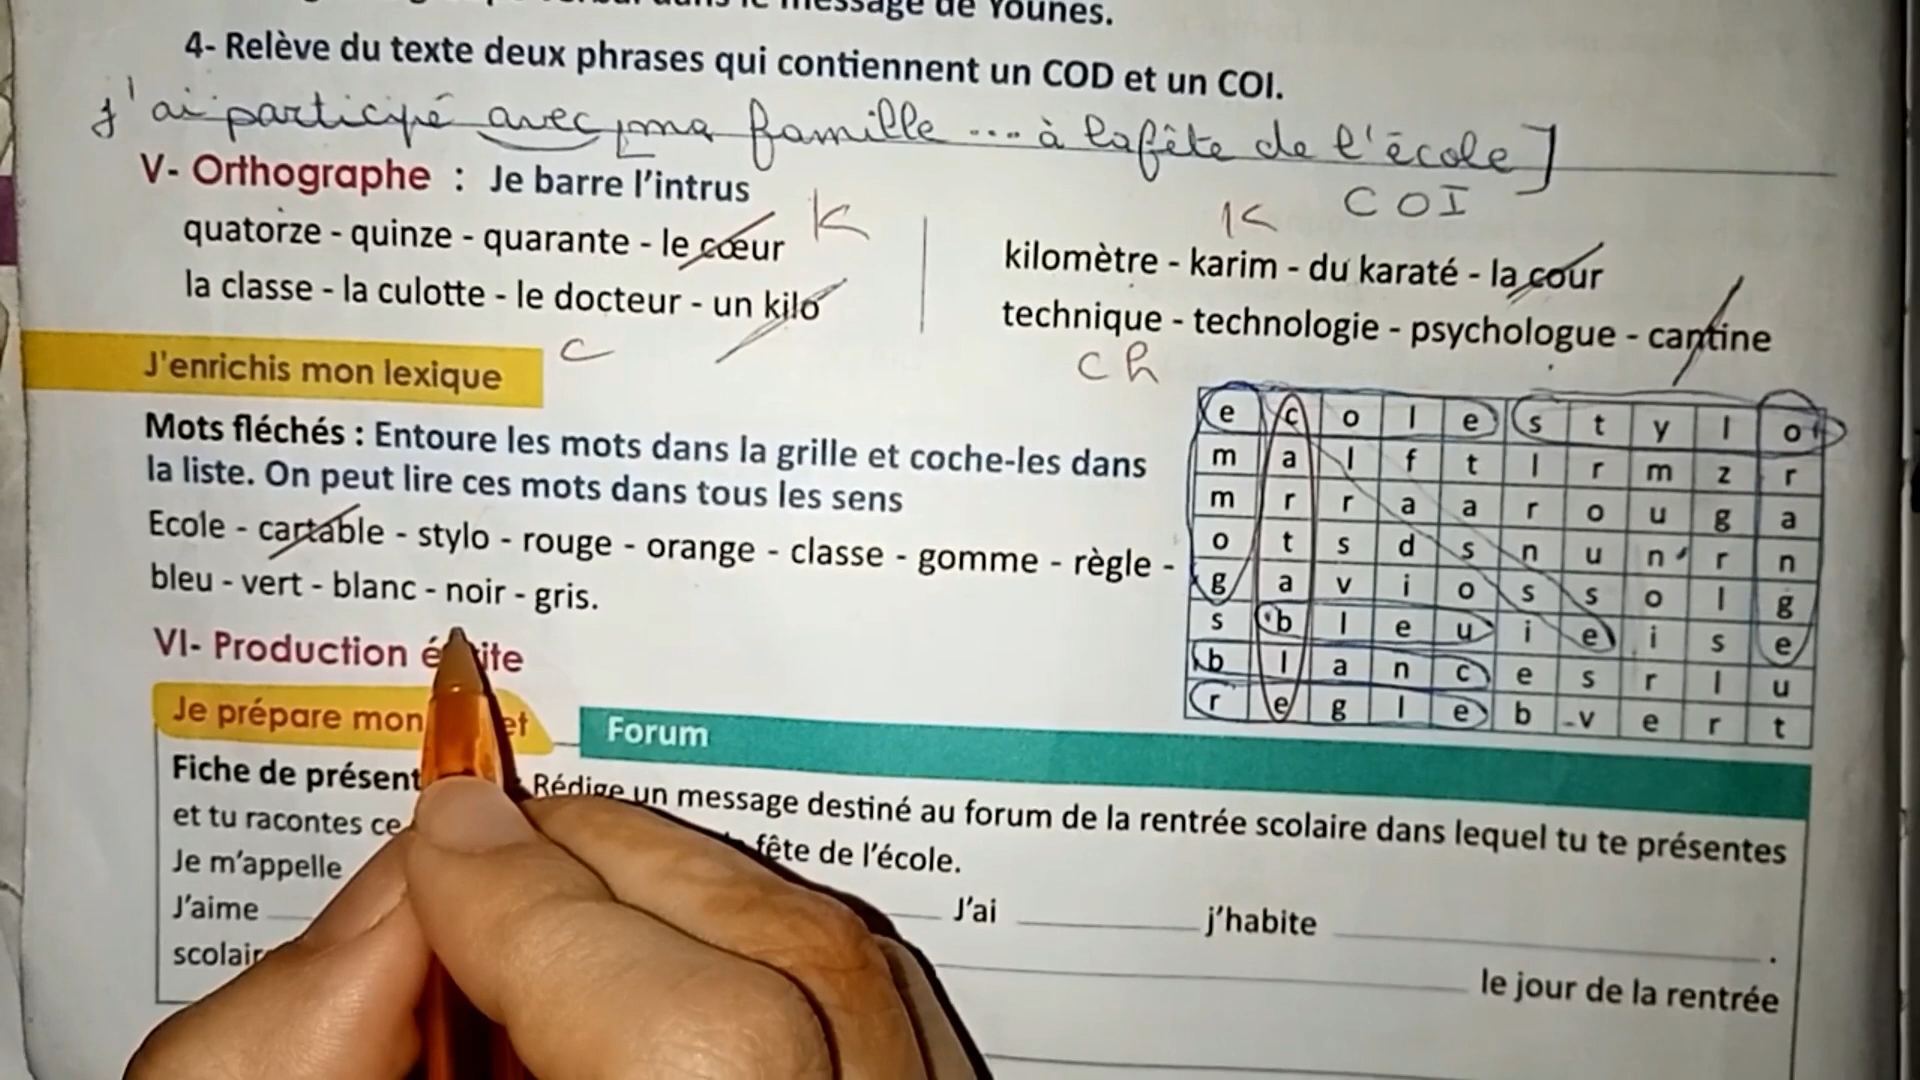 message de Younes.
4- Relève du texte deux phrases qui contiennent un COD et un COI.
j'ai participé avec [ma famille ... à la fête de l'école]
COI
V- Orthographe : Je barre l'intrus
quatorze - quinze - quarante - le cœur K
la classe - la culotte - le docteur - un kilo
c
K
kilomètre - karim - du karaté - la cour
technique - technologie - psychologue - cantine
ch
J'enrichis mon lexique
Mots fléchés : Entoure les mots dans la grille et coche-les dans
la liste. On peut lire ces mots dans tous les sens
Ecole - cartable - stylo - rouge - orange - classe - gomme - règle -
bleu - vert - blanc - noir - gris.
e c o l e s t y l o
m a l f t l r m z r
m r r a a r o u g a
o t s d s n u n r n
g a v i o s s o l g
s b l e u i e i s e
b l a n c e s r l u
r e g l e b v e r t
VI- Production
Je prépare mon
Forum
Fiche de présent
Rédige un message destiné au forum de la rentrée scolaire dans lequel tu te présentes
et tu racontes ce
fête de l'école.
Je m'appelle
J'aime
J'ai
j'habite
.
scolair
le jour de la rentrée